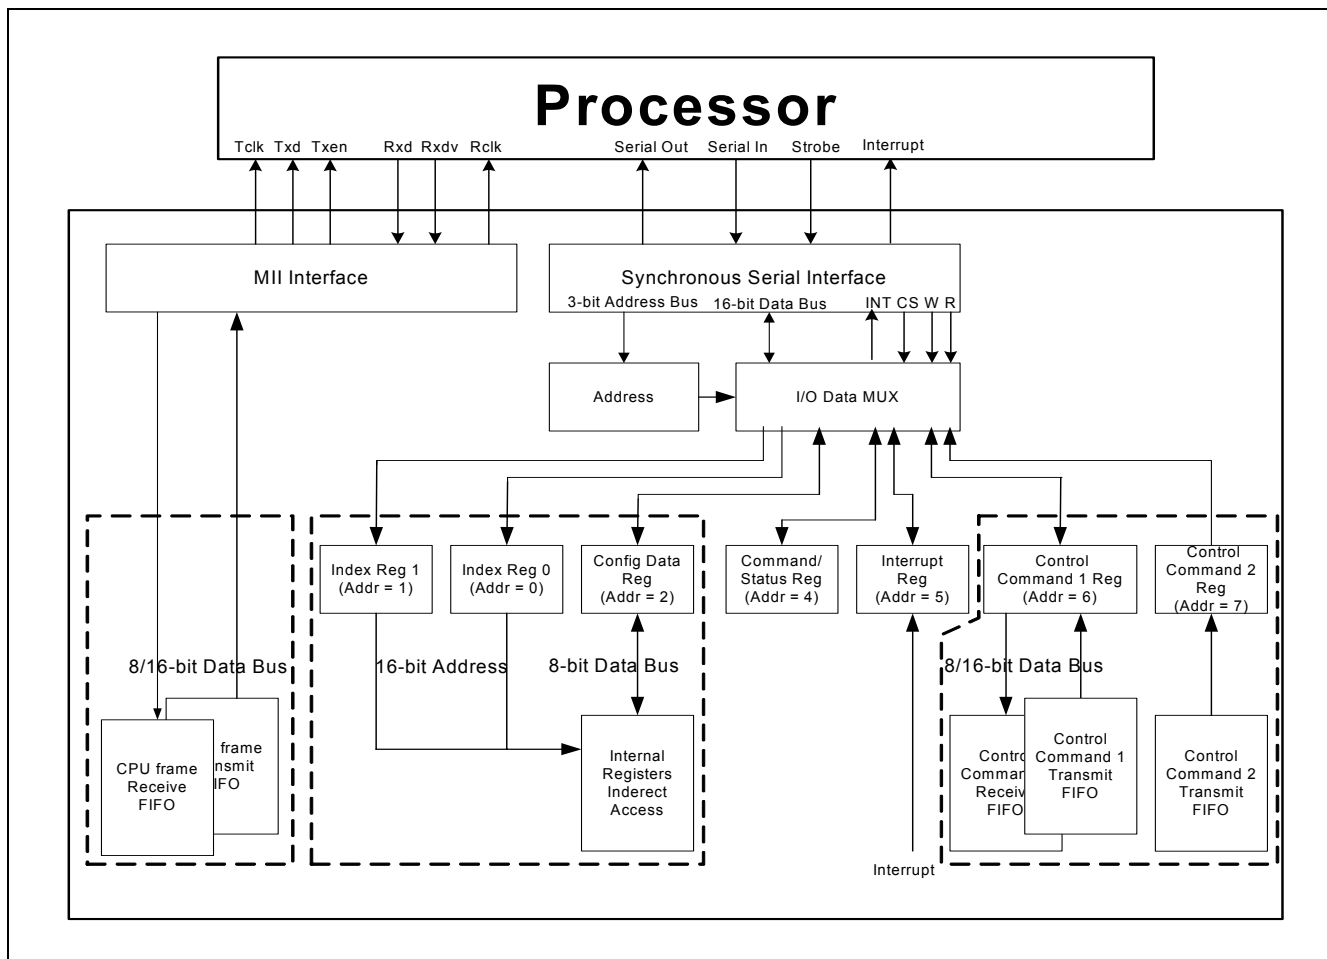 Processor
Tclk Txd Txen Rxd Rxdv Rclk Serial Out Serial In Strobe Interrupt
MII Interface
Synchronous Serial Interface
3-bit Address Bus 16-bit Data Bus INT CS W R
Address
I/O Data MUX
Index Reg 1
(Addr = 1)
Index Reg 0
(Addr = 0)
Config Data
Reg
(Addr = 2)
Command/
Status Reg
(Addr = 4)
Interrupt
Reg
(Addr = 5)
Control
Command 1 Reg
(Addr = 6)
Control
Command 2
Reg
(Addr = 7)
8/16-bit Data Bus
16-bit Address
8-bit Data Bus
8/16-bit Data Bus
CPU frame
Receive
FIFO
frame
Internal
Registers
Inderect
Access
Command
FIFO
Control
Command 1
Transmit
FIFO
Control
Command 2
Transmit
FIFO
Interrupt